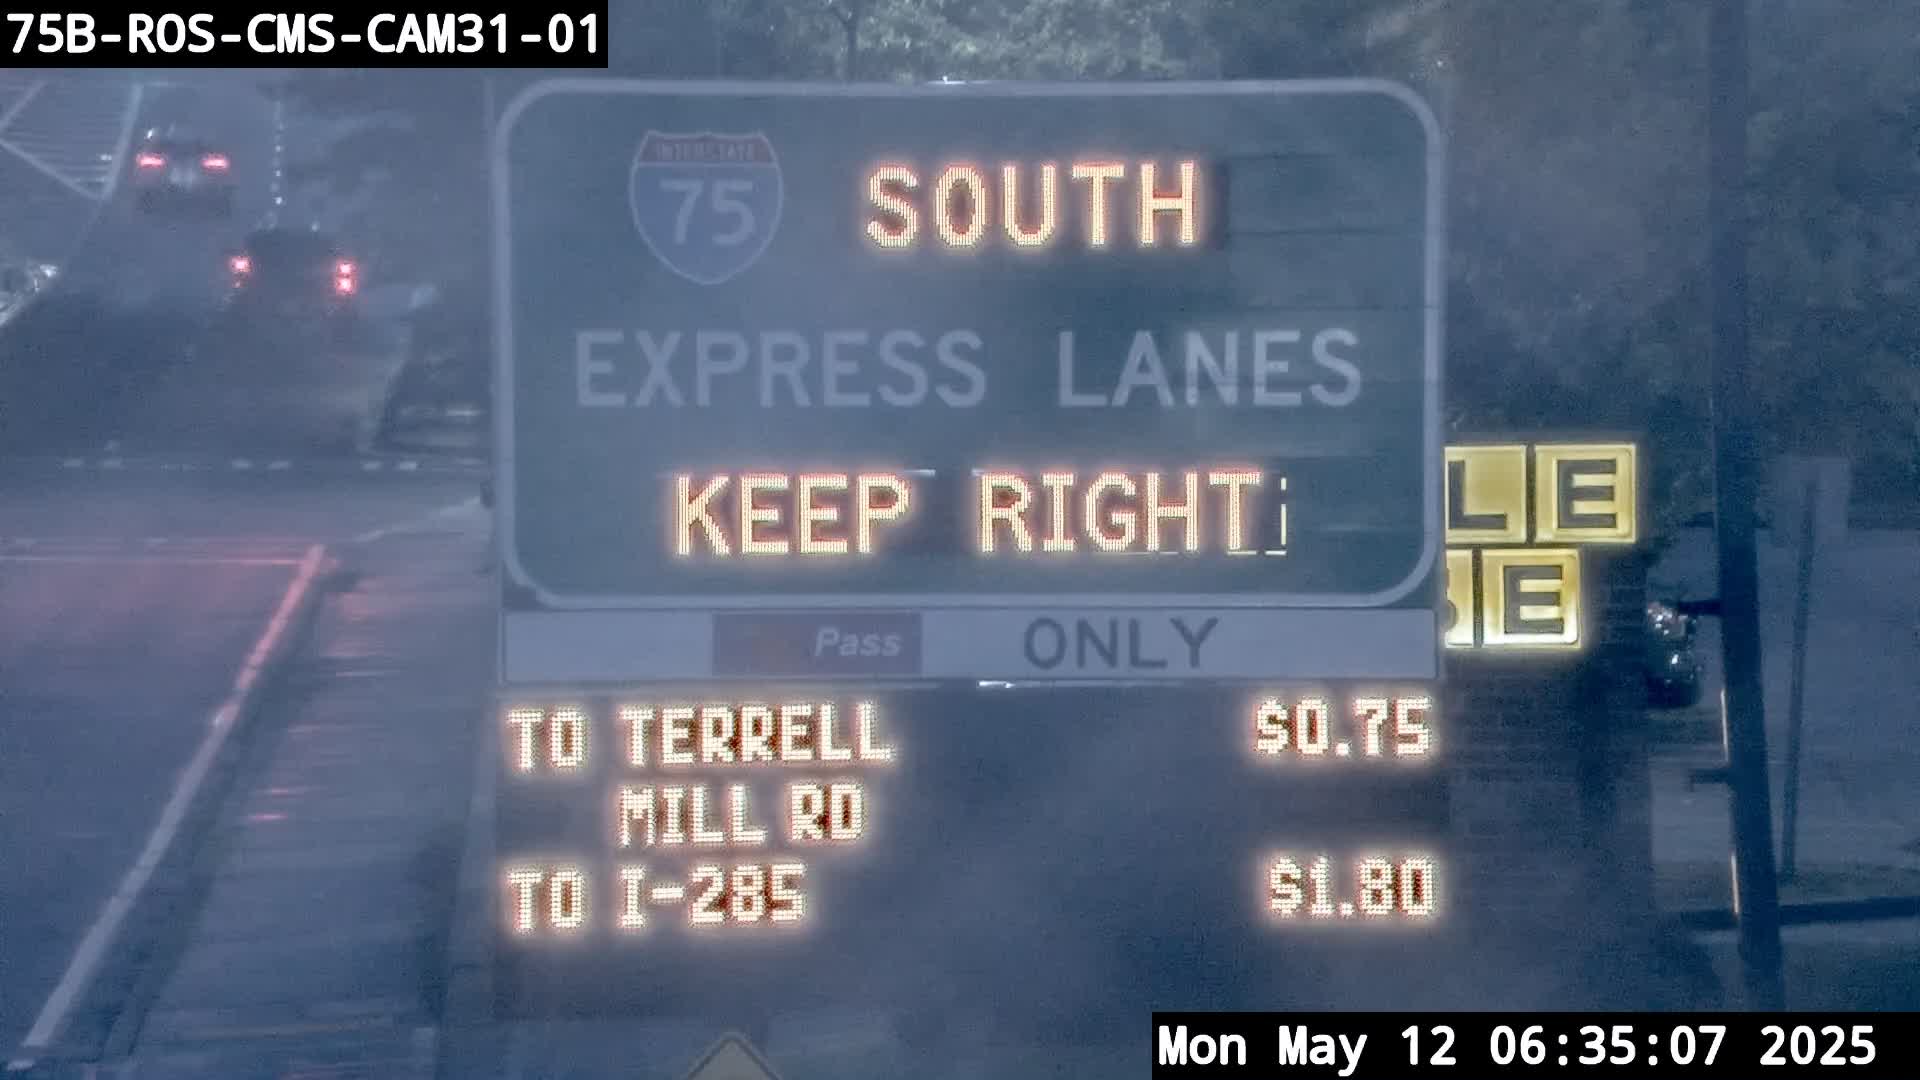 75B-ROS-CMS-CAM31-01
INTERSTATE
75 SOUTH
EXPRESS LANES
KEEP RIGHT
Pass ONLY
TO TERRELL $0.75
MILL RD
TO I-285 $1.80
LE
E
Mon May 12 06:35:07 2025